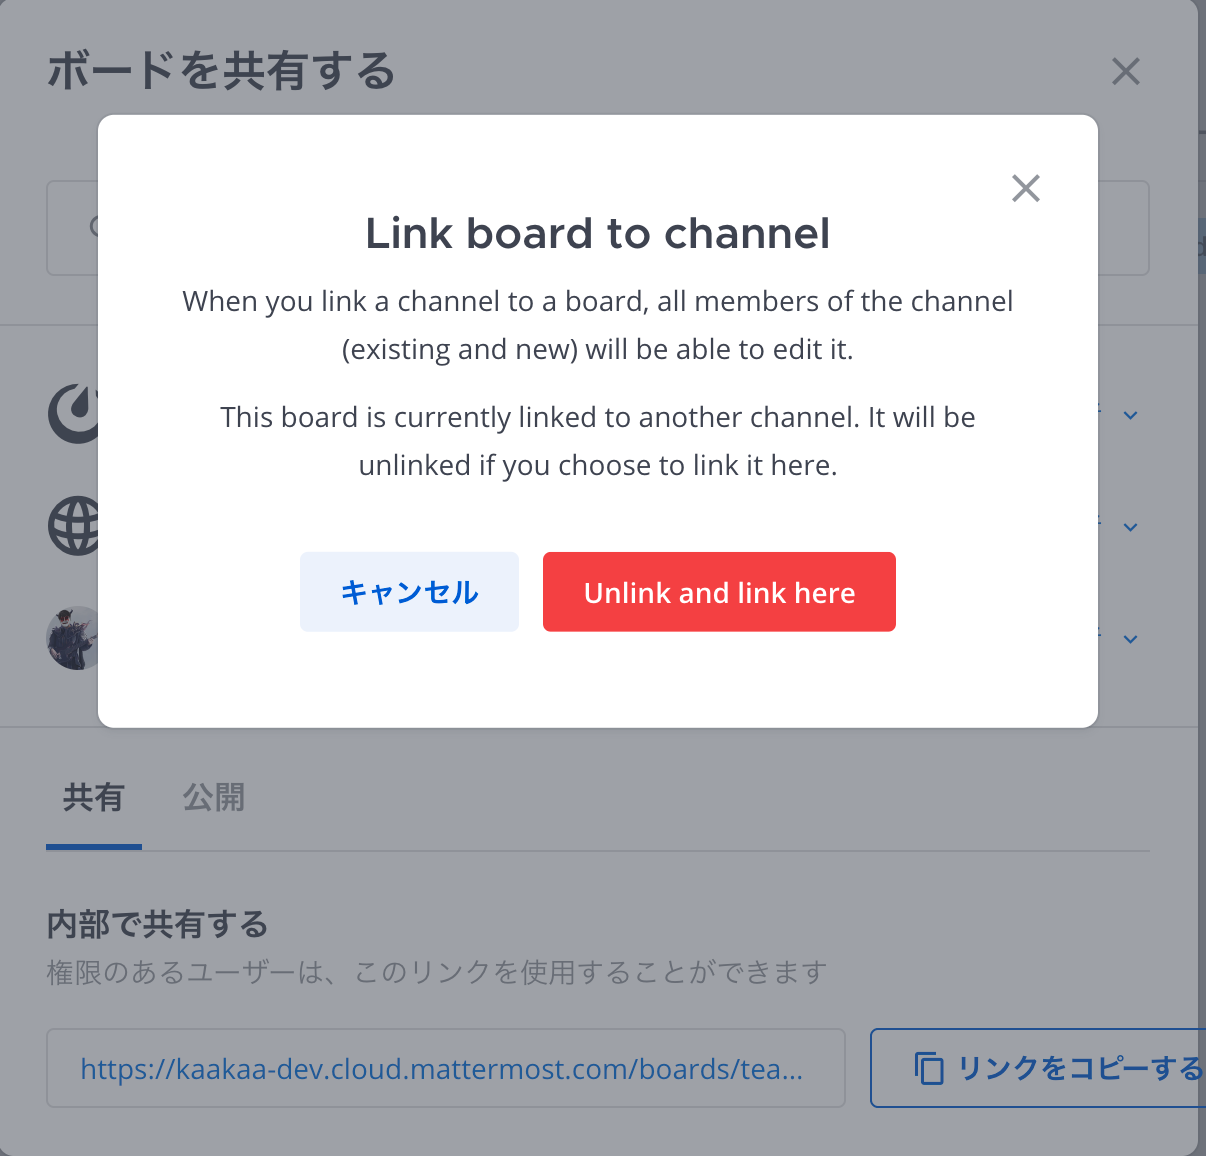 ボードを共有する
Link board to channel
When you link a channel to a board, all members of the channel
(existing and new) will be able to edit it.
This board is currently linked to another channel. It will be
unlinked if you choose to link it here.
キャンセル
Unlink and link here
共有
公開
内部で共有する
権限のあるユーザーは、このリンクを使用することができます
https://kaakaa-dev.cloud.mattermost.com/boards/tea...
リンクをコピーする